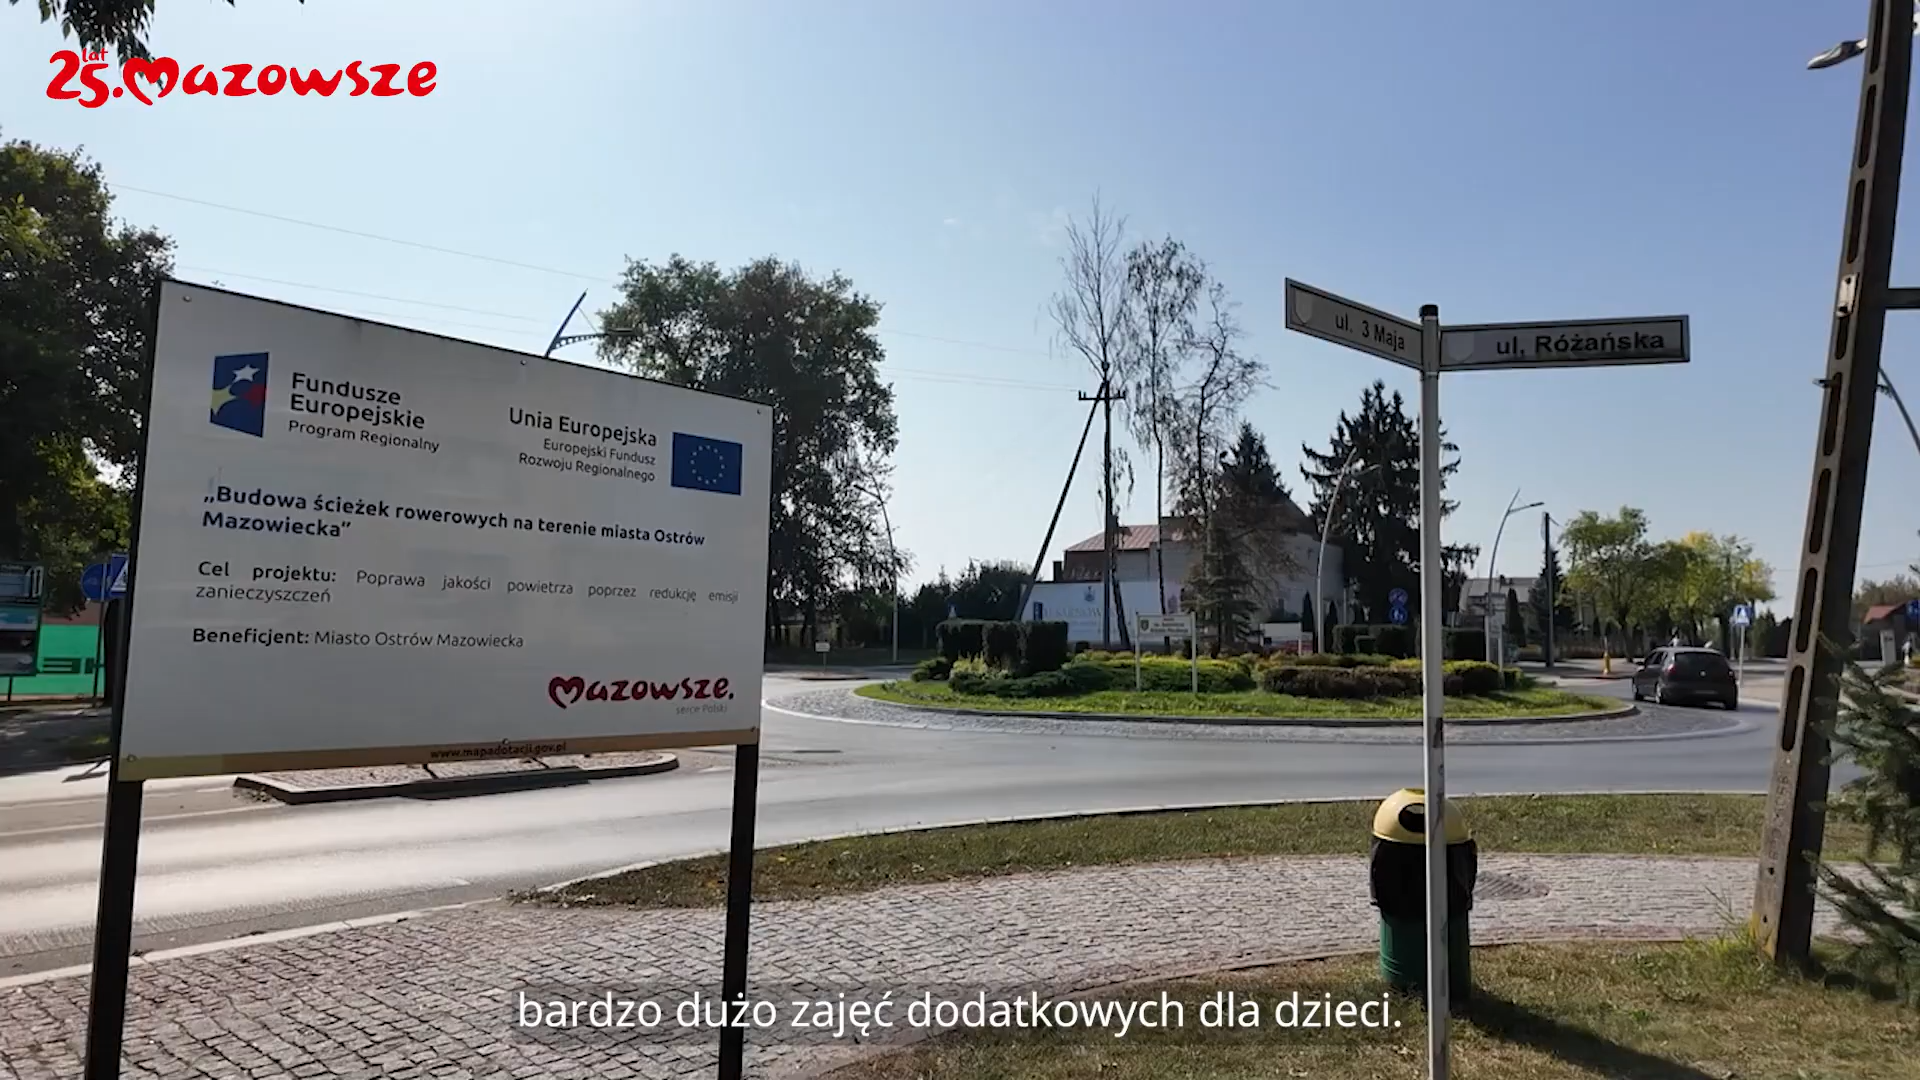 25 lat. Mazowsze
Fundusze
Europejskie
Program Regionalny
Unia Europejska
Europejski Fundusz
Rozwoju Regionalnego
„Budowa ścieżek rowerowych na terenie miasta Ostrów
Mazowiecka”
Cel projektu: Poprawa jakości powietrza poprzez redukcję emisji
zanieczyszczeń
Beneficjent: Miasto Ostrów Mazowiecka
Mazowsze.
serce Polski
www.mapadotacji.gov.pl
ul. 3 Maja
ul, Różańska
bardzo dużo zajęć dodatkowych dla dzieci.